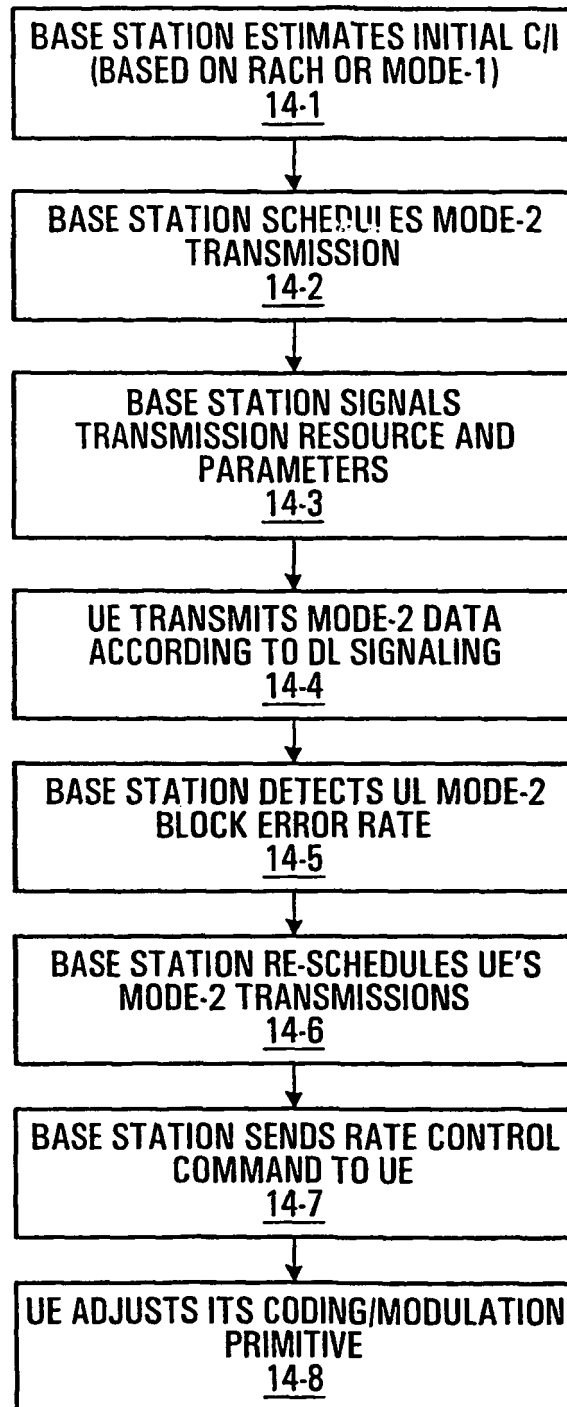 BASE STATION ESTIMATES INITIAL C/I
(BASED ON RACH OR MODE-1)
14-1
BASE STATION SCHEDULES MODE-2
TRANSMISSION
14-2
BASE STATION SIGNALS
TRANSMISSION RESOURCE AND
PARAMETERS
14-3
UE TRANSMITS MODE-2 DATA
ACCORDING TO DL SIGNALING
14-4
BASE STATION DETECTS UL MODE-2
BLOCK ERROR RATE
14-5
BASE STATION RE-SCHEDULES UE'S
MODE-2 TRANSMISSIONS
14-6
BASE STATION SENDS RATE CONTROL
COMMAND TO UE
14-7
UE ADJUSTS ITS CODING/MODULATION
PRIMITIVE
14-8